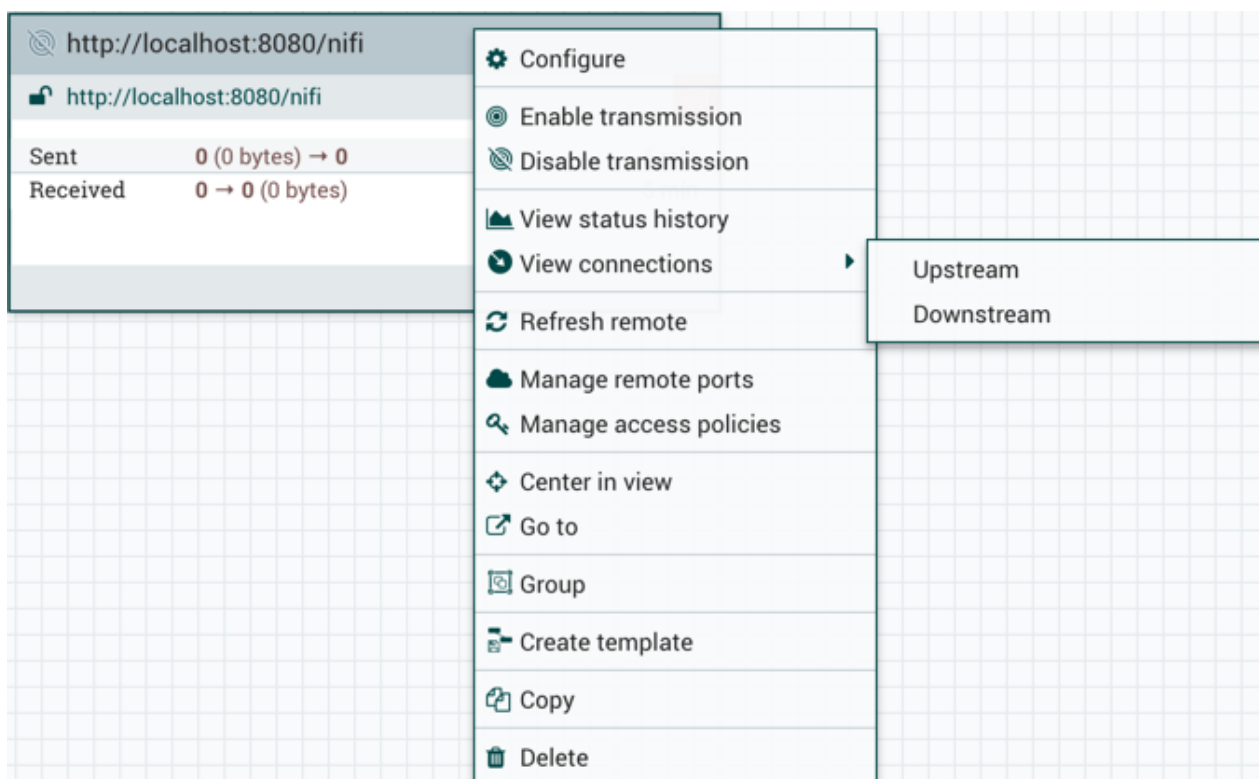 http://localhost:8080/nifi
http://localhost:8080/nifi
Sent 0 (0 bytes) → 0
Received 0 → 0 (0 bytes)
Configure
Enable transmission
Disable transmission
View status history
View connections
Upstream
Downstream
Refresh remote
Manage remote ports
Manage access policies
Center in view
Go to
Group
Create template
Copy
Delete